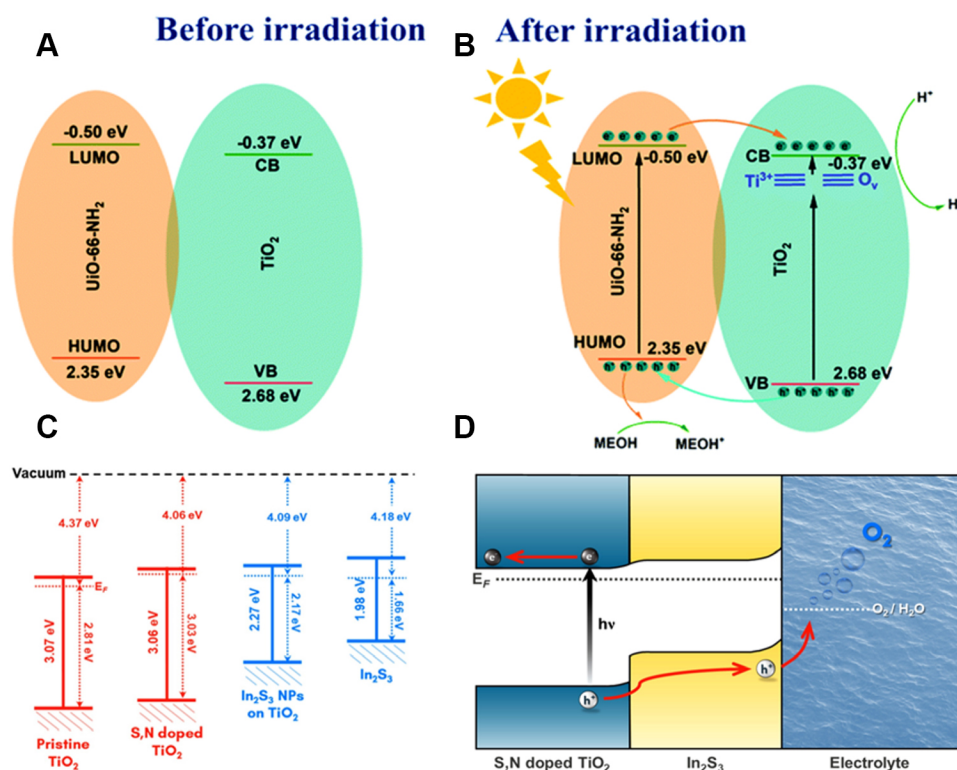 Before irradiation
After irradiation
A
-0.50 eV
LUMO
UiO-66-NH2
HUMO
2.35 eV
-0.37 eV
CB
TiO2
VB
2.68 eV
B
LUMO
e- e- e- e- e-
-0.50 eV
UiO-66-NH2
HUMO
2.35 eV
h+ h+ h+ h+ h+
MEOH
MEOH+
e- e- e- e- e-
CB
-0.37 eV
Ti3+
Ov
TiO2
VB
2.68 eV
h+ h+ h+ h+ h+
H+
H
C
Vacuum
4.37 eV
4.06 eV
4.09 eV
4.18 eV
EF
3.07 eV
2.81 eV
3.06 eV
3.03 eV
2.27 eV
2.17 eV
1.98 eV
1.66 eV
Pristine
TiO2
S,N doped
TiO2
In2S3 NPs
on TiO2
In2S3
D
e-
e-
EF
hν
h+
h+
O2
O2 / H2O
S,N doped TiO2
In2S3
Electrolyte